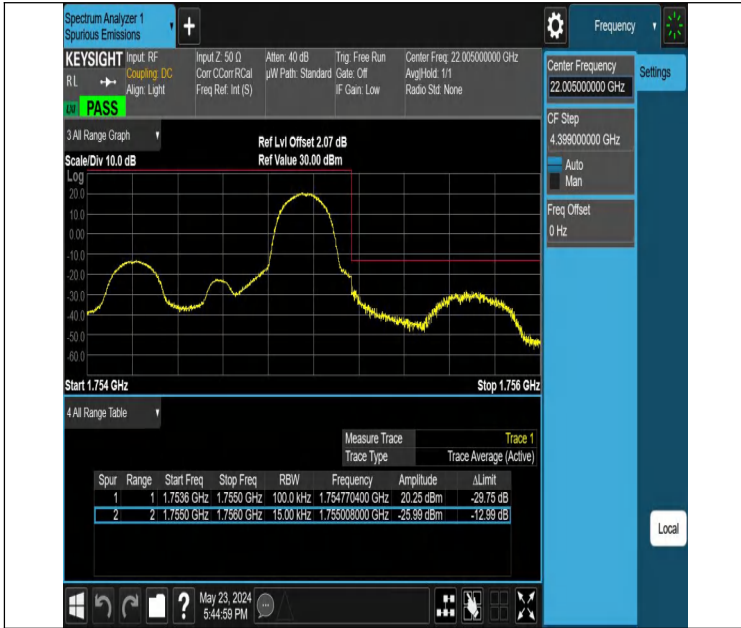 Spectrum Analyzer 1
Spurious Emissions
+
Frequency
KEYSIGHT
RL
PASS
Input: RF
Coupling: DC
Align: Light
Input Z: 50 Ω
Corr CCorr RCal
Freq Ref: Int (S)
Atten: 40 dB
µW Path: Standard
Trig: Free Run
Gate: Off
IF Gain: Low
Center Freq: 22.005000000 GHz
Avg|Hold: 1/1
Radio Std: None
3 All Range Graph
Ref Lvl Offset 2.07 dB
Scale/Div 10.0 dB
Ref Value 30.00 dBm
Log
20.0
10.0
0.00
-10.0
-20.0
-30.0
-40.0
-50.0
-60.0
Start 1.754 GHz
Stop 1.756 GHz
4 All Range Table
Measure Trace Trace 1
Trace Type Trace Average (Active)
Spur Range Start Freq Stop Freq RBW Frequency Amplitude ΔLimit
1 1 1.7536 GHz 1.7550 GHz 100.0 kHz 1.754770400 GHz 20.25 dBm -29.75 dB
2 2 1.7550 GHz 1.7560 GHz 15.00 kHz 1.755008000 GHz -25.99 dBm -12.99 dB
Center Frequency
22.005000000 GHz
Settings
CF Step
4.399000000 GHz
Auto
Man
Freq Offset
0 Hz
Local
?
May 23, 2024
5:44:59 PM